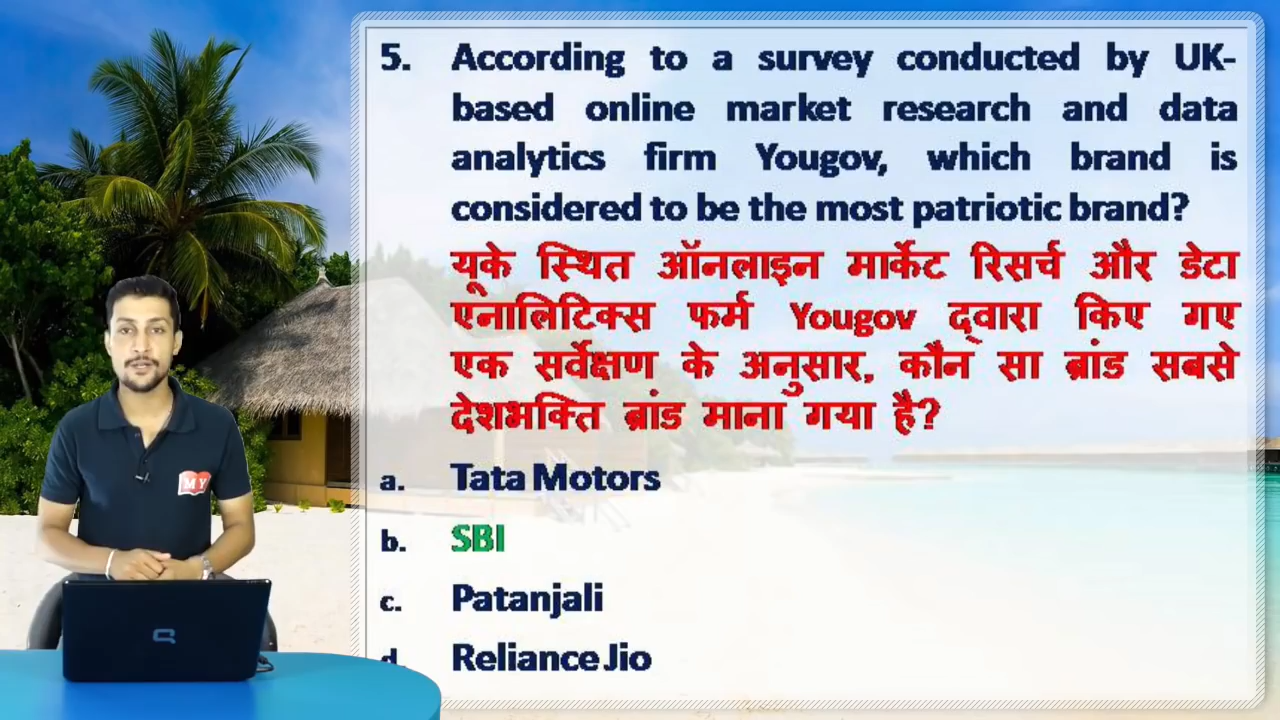 5. According to a survey conducted by UK-
based online market research and data
analytics firm Yougov, which brand is
considered to be the most patriotic brand?
यूके स्थित ऑनलाइन मार्केट रिसर्च और डेटा
एनालिटिक्स फर्म Yougov द्वारा किए गए
एक सर्वेक्षण के अनुसार, कौन सा ब्रांड सबसे
देशभक्ति ब्रांड माना गया है?
a. Tata Motors
b. SBI
c. Patanjali
d. Reliance Jio
MY